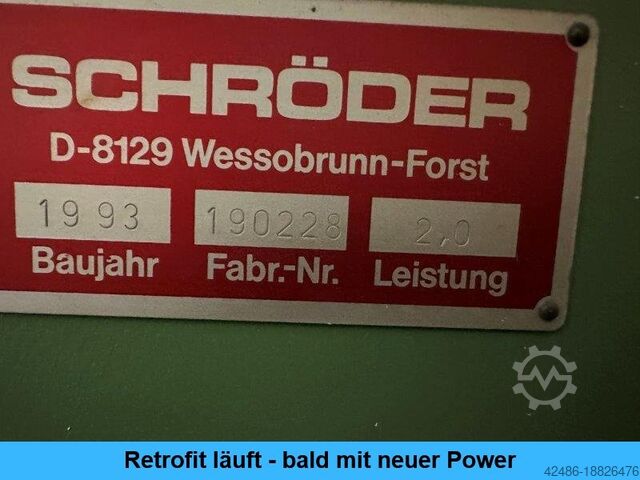 SCHRÖDER
D-8129 Wessobrunn-Forst
1993 190228 2,0
Baujahr Fabr.-Nr. Leistung
Retrofit läuft - bald mit neuer Power
42486-18826476